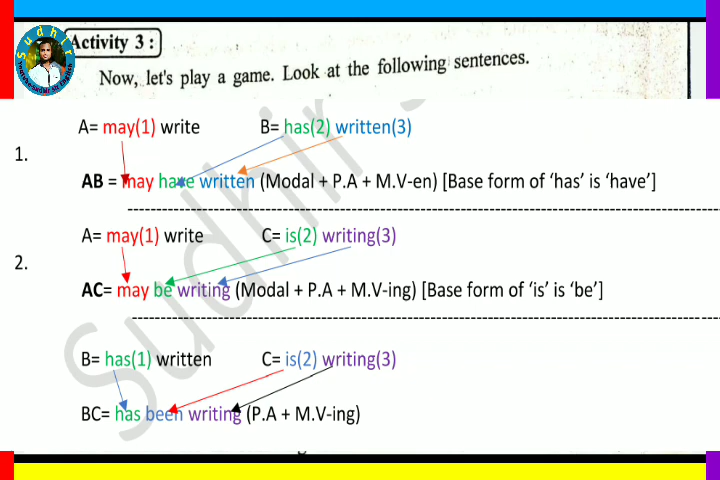 Sudhir
Activity 3 :
Now, let's play a game. Look at the following sentences.
A= may(1) write B= has(2) written(3)
1.
AB = may have written (Modal + P.A + M.V-en) [Base form of ‘has’ is ‘have’]
A= may(1) write C= is(2) writing(3)
2.
AC= may be writing (Modal + P.A + M.V-ing) [Base form of ‘is’ is ‘be’]
B= has(1) written C= is(2) writing(3)
BC= has been writing (P.A + M.V-ing)
Sudhir S